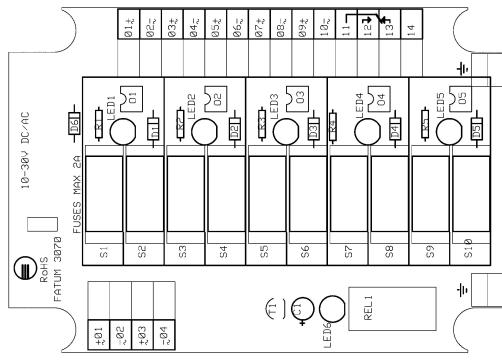 01±
02-
03±
04-
05±
06-
07±
08-
09±
10-
11
12
13
14
10-30V DC/AC
D6
R1
LED1
O1
D1
R2
LED2
O2
D2
R3
LED3
O3
D3
R4
LED4
O4
D4
R5
LED5
O5
D5
FUSES MAX 2A
S1
S2
S3
S4
S5
S6
S7
S8
S9
S10
RoHS
FATUM 3070
±01
-02
±03
-04
T1
C1
+
LED6
REL1